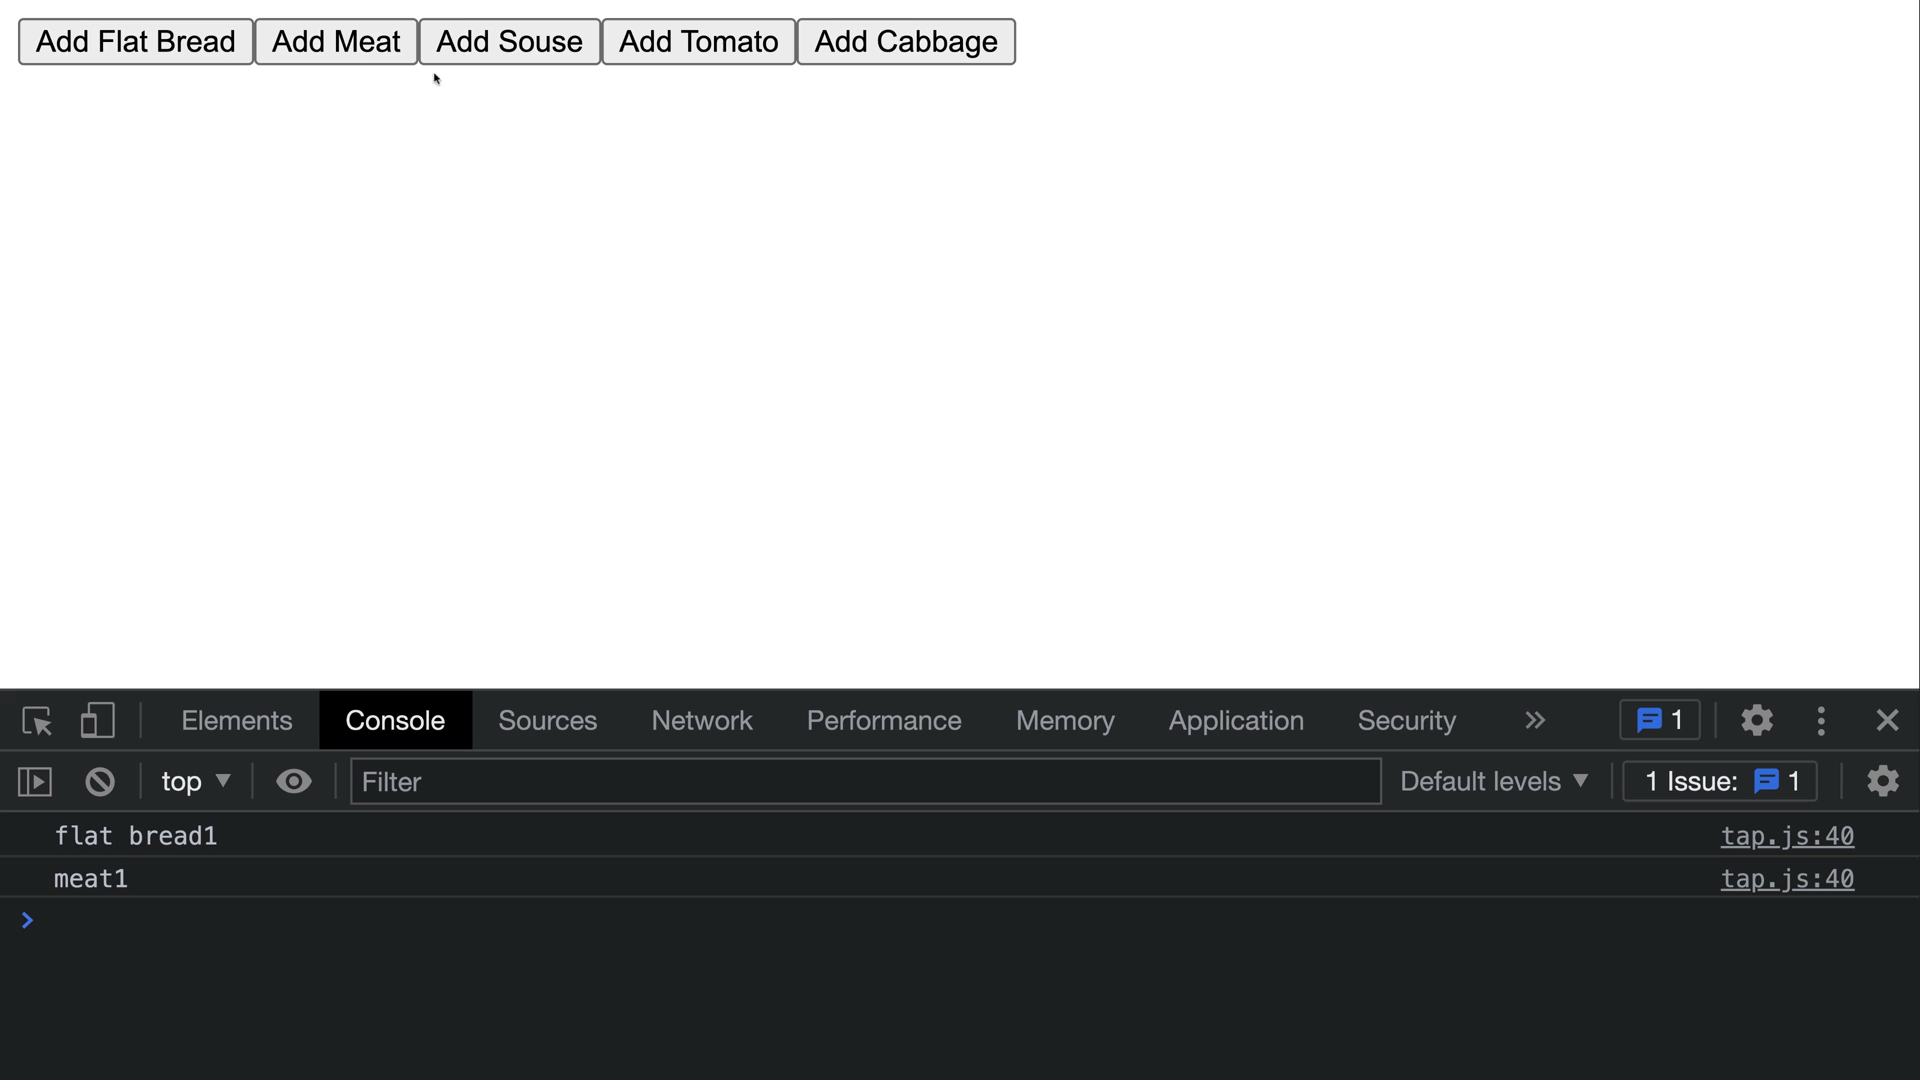 Add Flat Bread Add Meat Add Souse Add Tomato Add Cabbage
Elements Console Sources Network Performance Memory Application Security 1
top Filter Default levels 1 Issue: 1
flat bread1 tap.js:40
meat1 tap.js:40